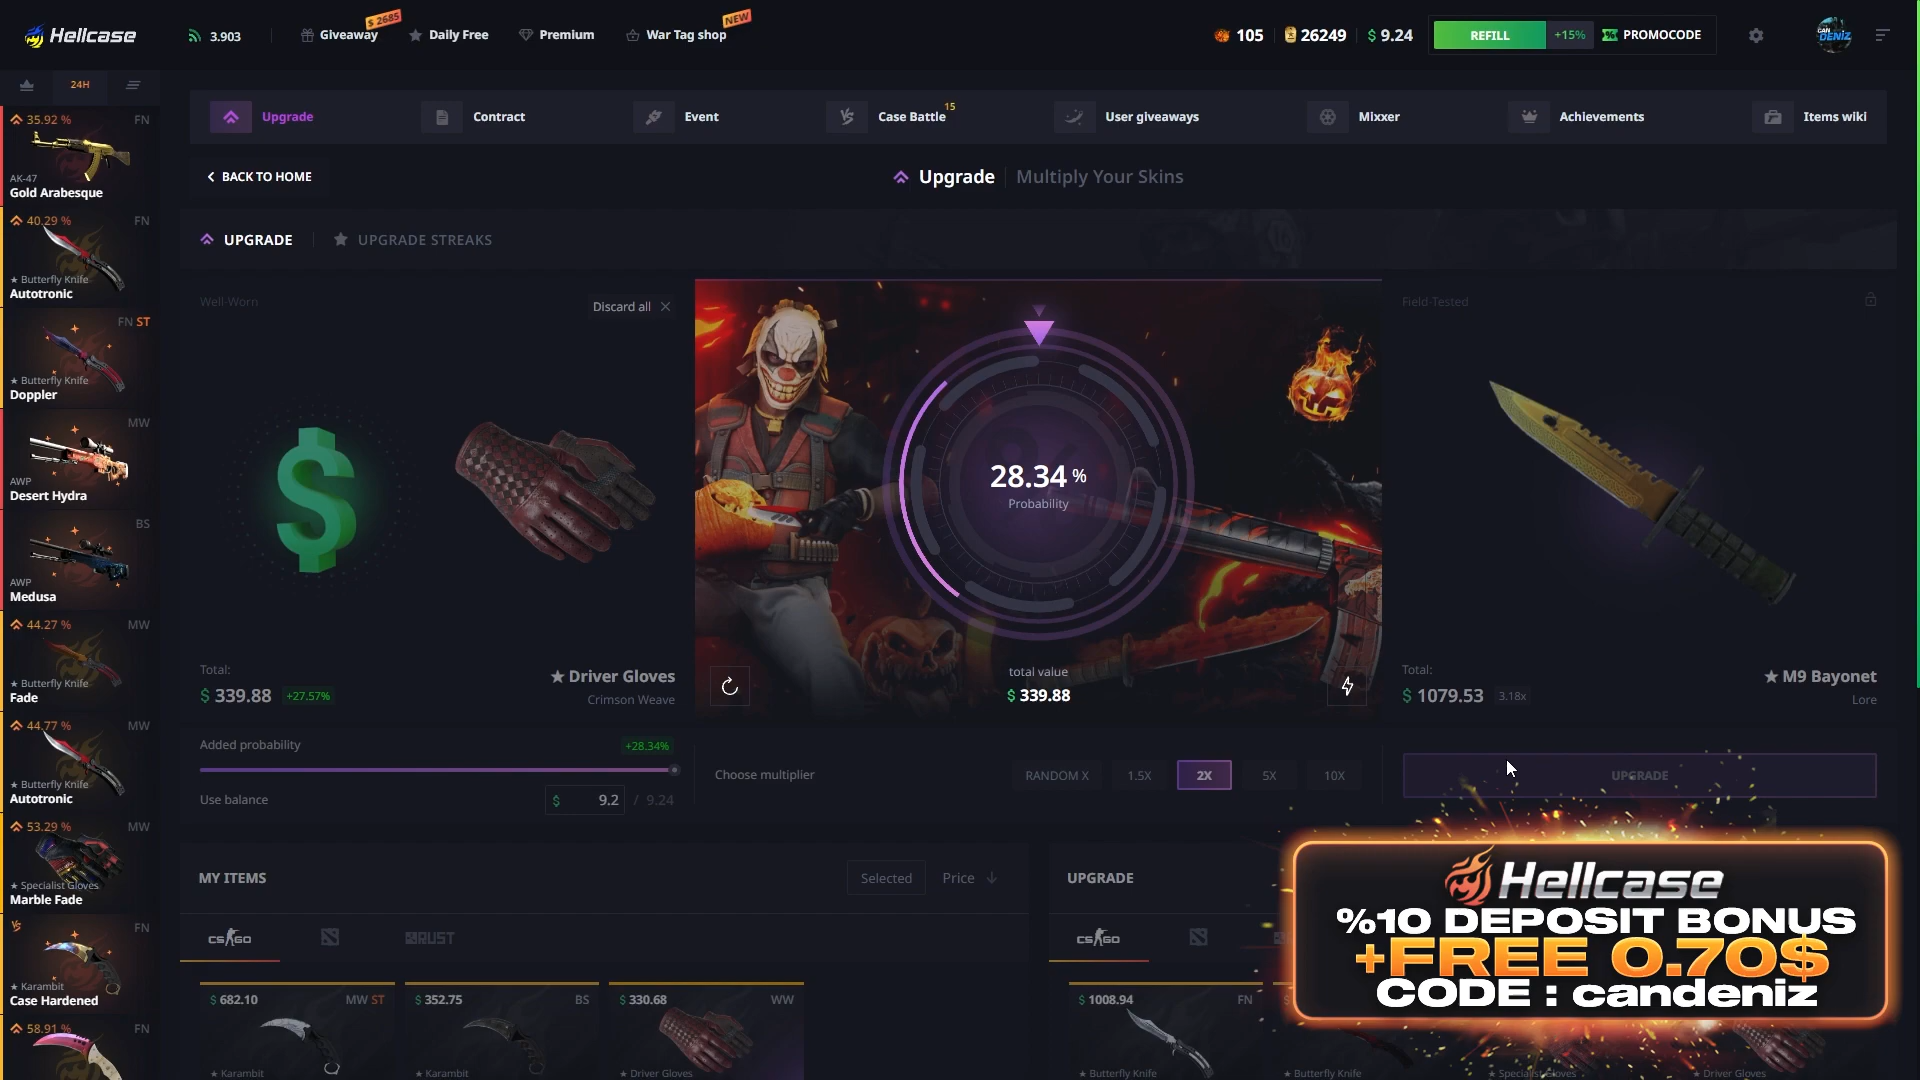 Hellcase
3.903
Giveaway
$ 2685
Daily Free
Premium
War Tag shop
NEW
105
26249
$ 9.24
REFILL
+15%
PROMOCODE
CAN DENİZ
24H
Upgrade
Contract
Event
Case Battle
15
User giveaways
Mixxer
Achievements
Items wiki
BACK TO HOME
Upgrade
Multiply Your Skins
UPGRADE
UPGRADE STREAKS
35.92 %
FN
AK-47
Gold Arabesque
40.29 %
FN
★ Butterfly Knife
Autotronic
FN ST
★ Butterfly Knife
Doppler
MW
AWP
Desert Hydra
BS
AWP
Medusa
44.27 %
MW
★ Butterfly Knife
Fade
44.77 %
MW
★ Butterfly Knife
Autotronic
53.29 %
MW
★ Specialist Gloves
Marble Fade
FN
★ Karambit
Case Hardened
58.91 %
FN
Well-Worn
Discard all
Total:
$ 339.88
+27.57%
★ Driver Gloves
Crimson Weave
28.34 %
Probability
total value
$ 339.88
Field-Tested
Total:
$ 1079.53
3.18x
★ M9 Bayonet
Lore
Added probability
+28.34%
Use balance
$ 9.2 / 9.24
Choose multiplier
RANDOM X
1.5X
2X
5X
10X
UPGRADE
MY ITEMS
Selected
Price
CS GO
RUST
$ 682.10
MW ST
★ Karambit
$ 352.75
BS
★ Karambit
$ 330.68
WW
★ Driver Gloves
UPGRADE
CS GO
$ 1008.94
FN
★ Butterfly Knife
★ Butterfly Knife
★ Specialist Gloves
★ Driver Gloves
Hellcase
%10 DEPOSIT BONUS
+FREE 0.70$
CODE : candeniz